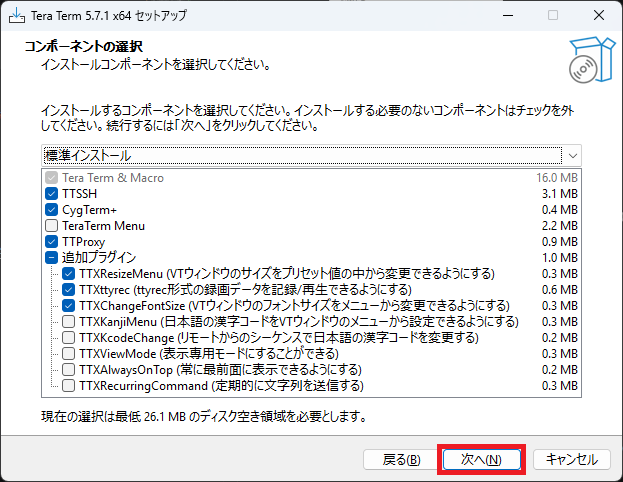 Tera Term 5.7.1 x64 セットアップ
コンポーネントの選択
インストールコンポーネントを選択してください。
インストールするコンポーネントを選択してください。インストールする必要のないコンポーネントはチェックを外
してください。続行するには「次へ」をクリックしてください。
標準インストール
Tera Term & Macro 16.0 MB
TTSSH 3.1 MB
CygTerm+ 0.4 MB
TeraTerm Menu 2.2 MB
TTProxy 0.9 MB
追加プラグイン 1.0 MB
TTXResizeMenu (VTウィンドウのサイズをプリセット値の中から変更できるようにする) 0.3 MB
TTXttyrec (ttyrec形式の録画データを記録/再生できるようにする) 0.6 MB
TTXChangeFontSize (VTウィンドウのフォントサイズをメニューから変更できるようにする) 0.3 MB
TTXKanjiMenu (日本語の漢字コードをVTウィンドウのメニューから設定できるようにする) 0.3 MB
TTXKcodeChange (リモートからのシーケンスで日本語の漢字コードを変更する) 0.2 MB
TTXViewMode (表示専用モードにすることができる) 0.3 MB
TTXAlwaysOnTop (常に最前面に表示できるようにする) 0.2 MB
TTXRecurringCommand (定期的に文字列を送信する) 0.3 MB
現在の選択は最低 26.1 MB のディスク空き領域を必要とします。
戻る(B) 次へ(N) キャンセル